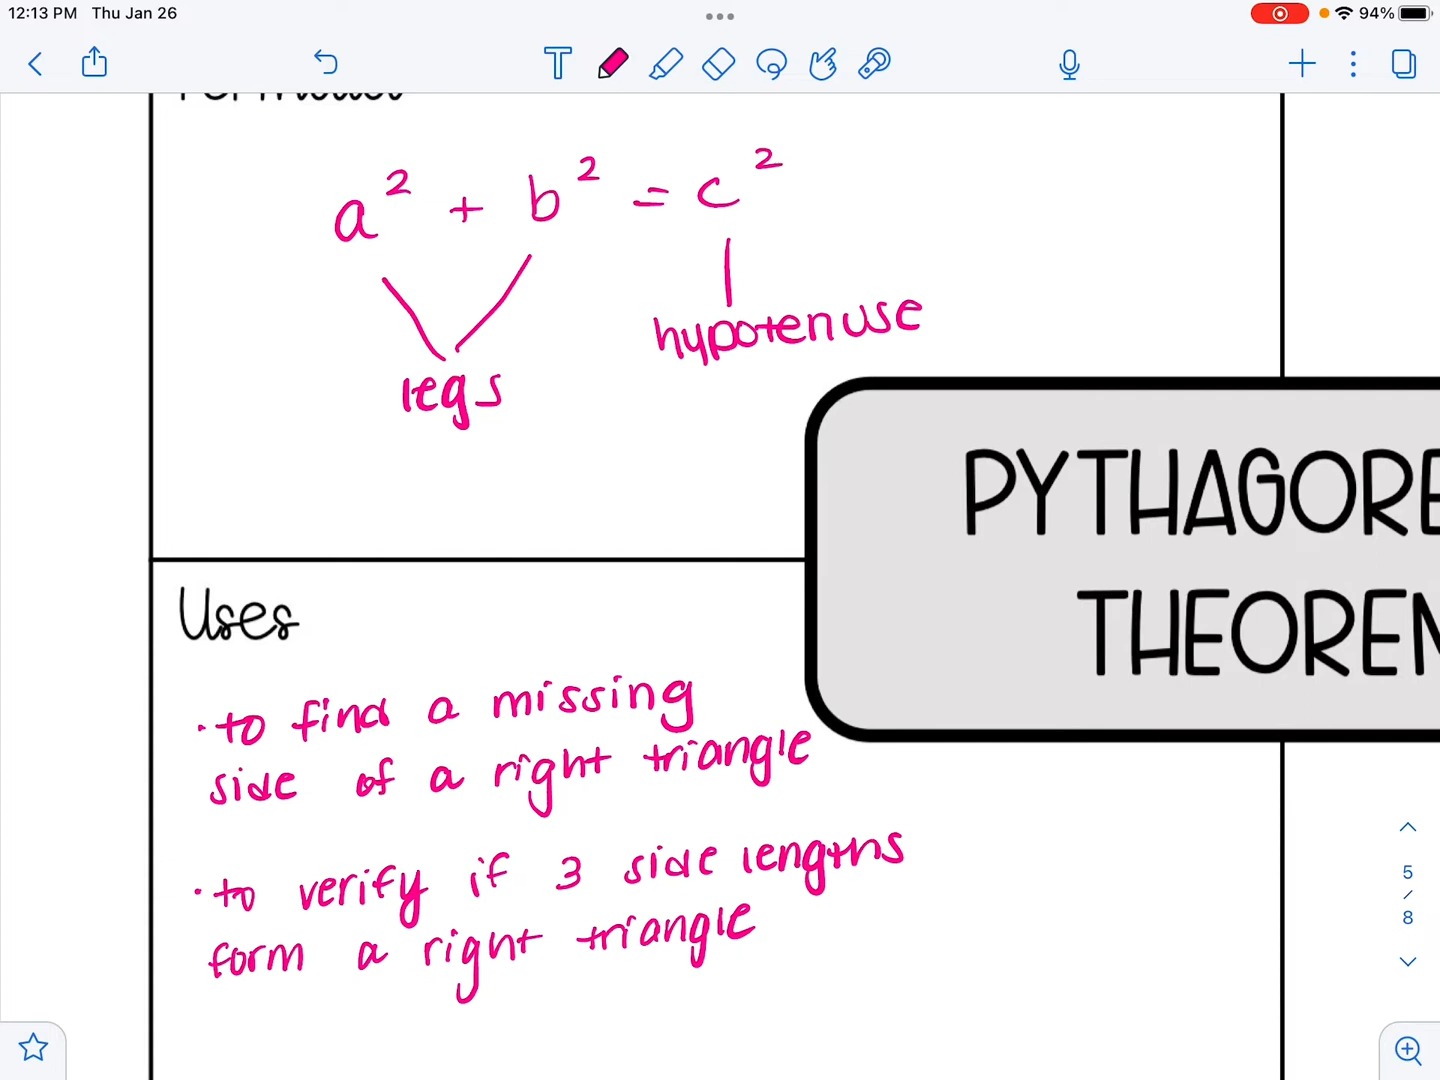 12:13 PM Thu Jan 26
94%
a² + b² = c²
legs
hypotenuse
PYTHAGORE
THEOREM
Uses
· to find a missing
side of a right triangle
· to verify if 3 side lengths
form a right triangle
5
/
8